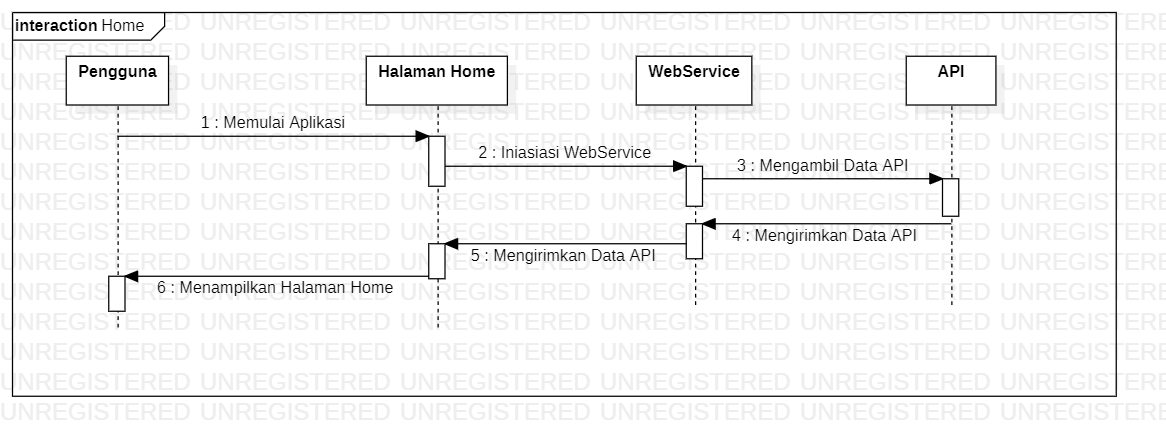 interaction Home
Pengguna
Halaman Home
WebService
API
1 : Memulai Aplikasi
2 : Iniasiasi WebService
3 : Mengambil Data API
4 : Mengirimkan Data API
5 : Mengirimkan Data API
6 : Menampilkan Halaman Home
UNREGISTERED